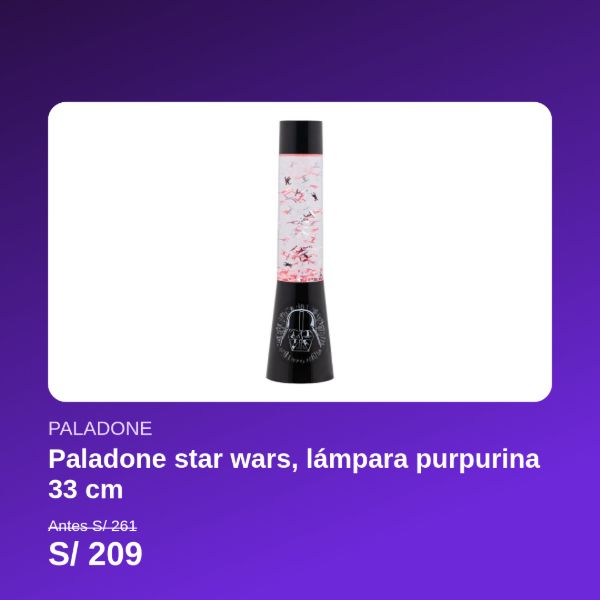 PALADONE
Paladone star wars, lámpara purpurina
33 cm
Antes S/ 261
S/ 209